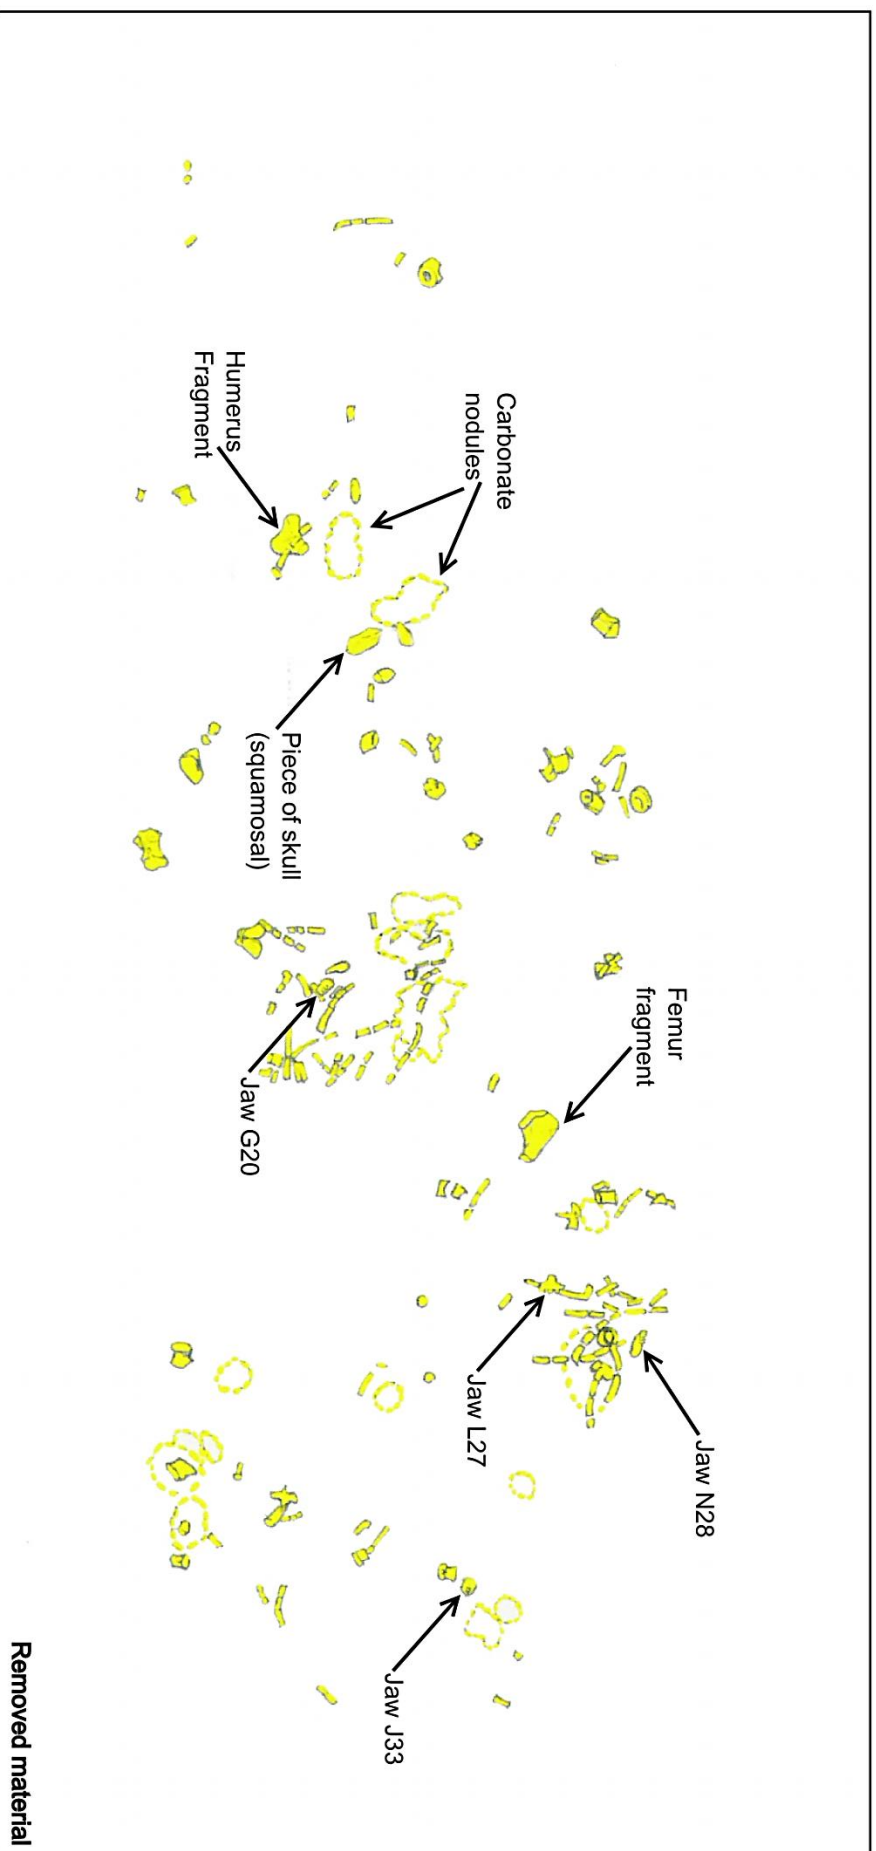 Humerus
Fragment
Carbonate
nodules
Piece of skull
(squamosal)
Femur
fragment
Jaw G20
Jaw L27
Jaw N28
Jaw J33
Removed material